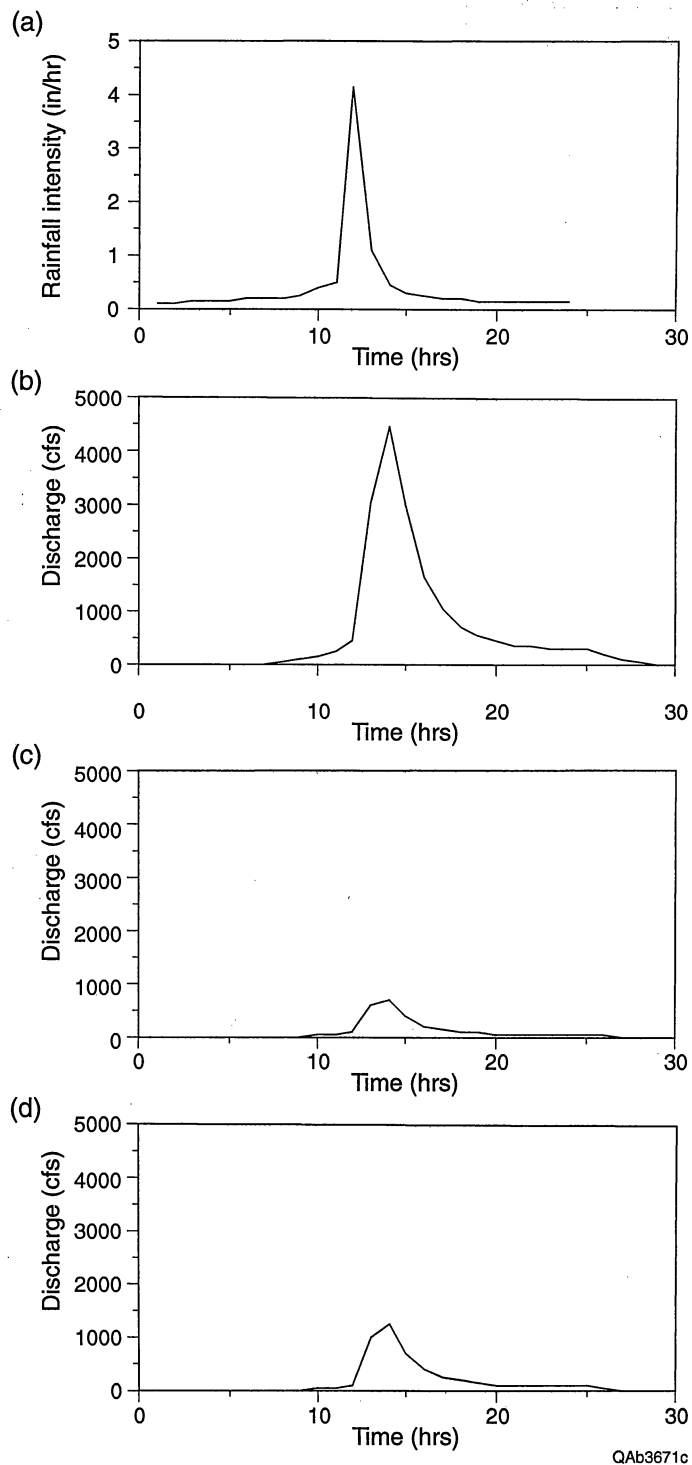 (a)
Rainfall intensity (in/hr)
5
4
3
2
1
0
0 10 20 30
Time (hrs)
(b)
Discharge (cfs)
5000
4000
3000
2000
1000
0
0 10 20 30
Time (hrs)
(c)
Discharge (cfs)
5000
4000
3000
2000
1000
0
0 10 20 30
Time (hrs)
(d)
Discharge (cfs)
5000
4000
3000
2000
1000
0
0 10 20 30
Time (hrs)
QAb3671c